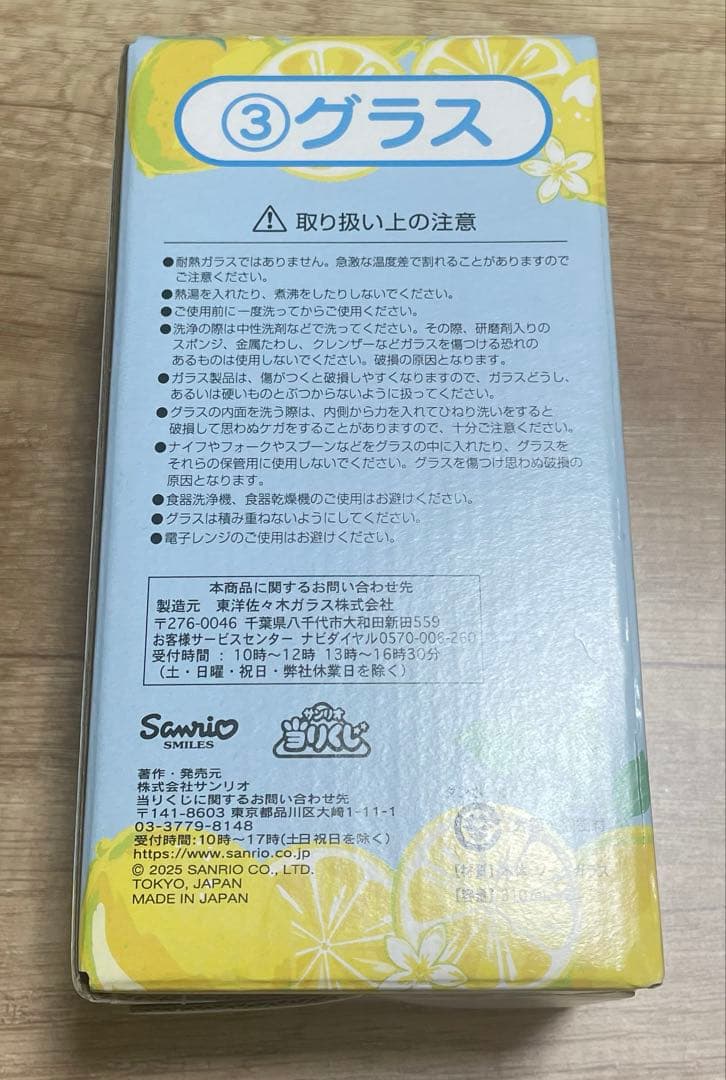 ③グラス
⚠取り扱い上の注意
●耐熱ガラスではありません。急激な温度差で割れることがありますので
ご注意ください。
●熱湯を入れたり、煮沸をしたりしないでください。
●ご使用前に一度洗ってからご使用ください。
●洗浄の際は中性洗剤などで洗ってください。その際、研磨剤入りの
スポンジ、金属たわし、クレンザーなどガラスを傷つける恐れの
あるものは使用しないでください。破損の原因となります。
●ガラス製品は、傷がつくと破損しやすくなりますので、ガラスどうし、
あるいは硬いものとぶつからないように扱ってください。
●グラスの内面を洗う際は、内側から力を入れてひねり洗いをすると
破損して思わぬケガをすることがありますので、十分ご注意ください。
●ナイフやフォークやスプーンなどをグラスの中に入れたり、グラスを
それらの保管用に使用しないでください。グラスを傷つけ思わぬ破損の
原因となります。
●食器洗浄機、食器乾燥機のご使用はお避けください。
●グラスは積み重ねないようにしてください。
●電子レンジのご使用はお避けください。
本商品に関するお問い合わせ先
製造元 東洋佐々木ガラス株式会社
〒276-0046 千葉県八千代市大和田新田559
お客様サービスセンター ナビダイヤル0570-006-260
受付時間 : 10時〜12時 13時〜16時30分
(土・日曜・祝日・弊社休業日を除く)
Sanrio
SMILES
サンリオ
当りくじ
著作・発売元
株式会社サンリオ
当りくじに関するお問い合わせ先
〒141-8603 東京都品川区大崎1-11-1
03-3779-8148
受付時間:10時〜17時(土日祝日を除く)
https://www.sanrio.co.jp
© 2025 SANRIO CO., LTD.
TOKYO, JAPAN
MADE IN JAPAN